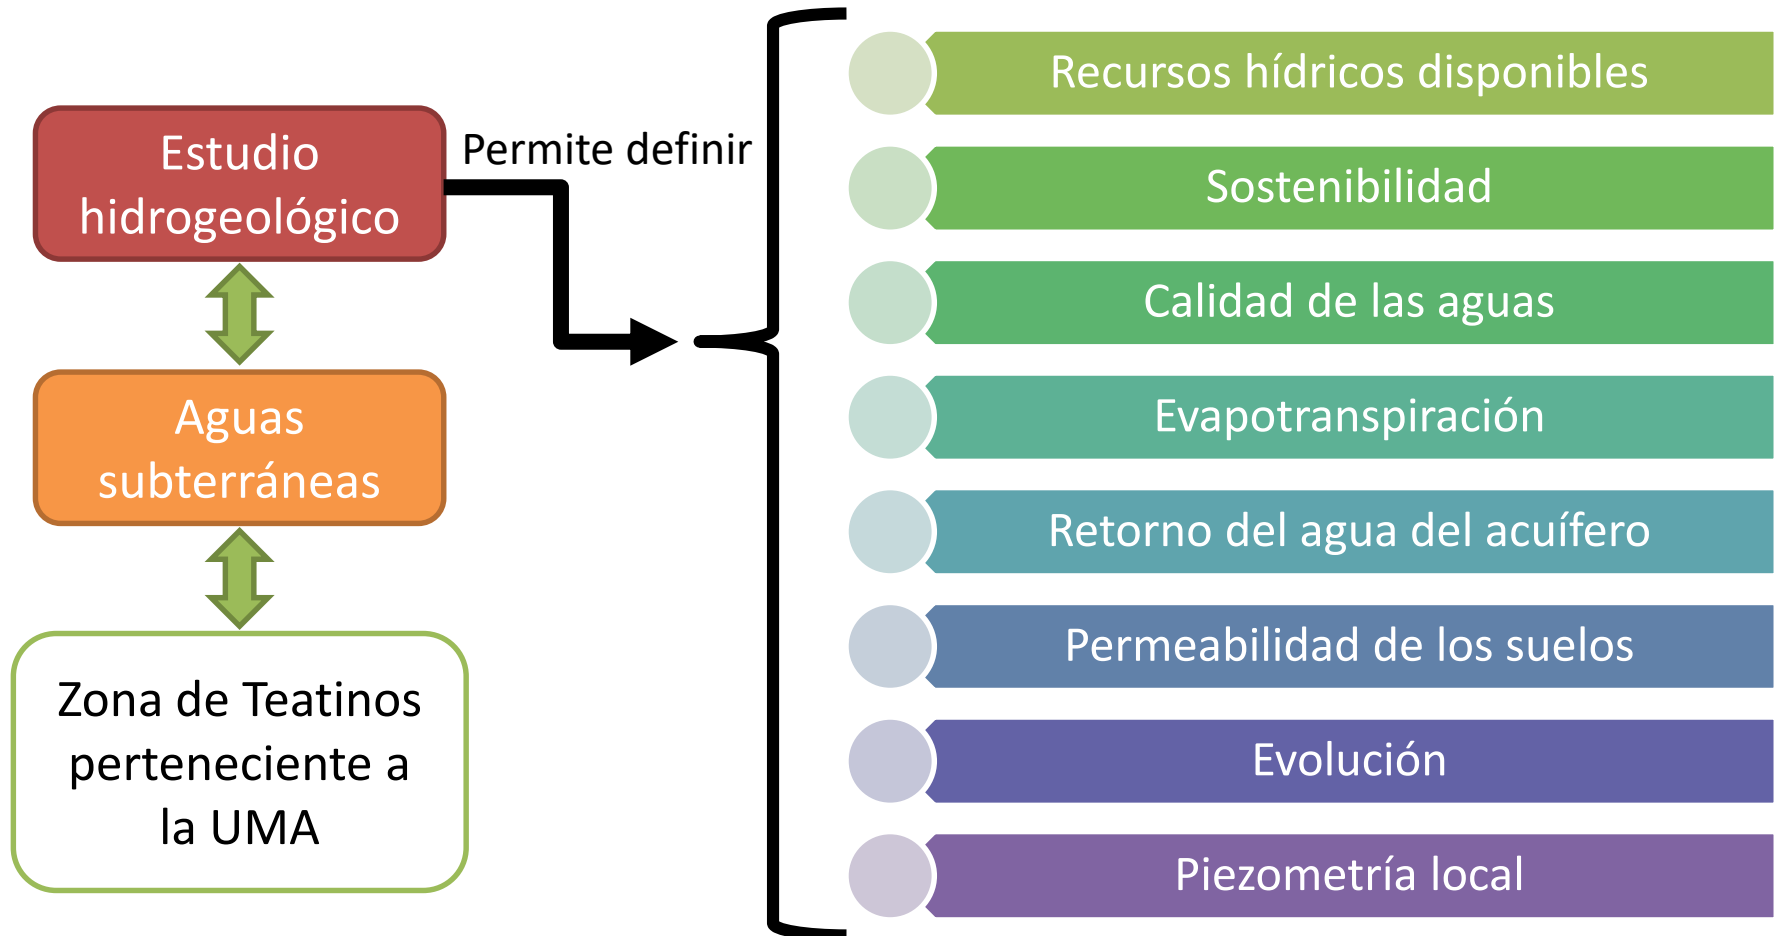 Estudio
hidrogeológico
Permite definir
Aguas
subterráneas
Zona de Teatinos
perteneciente a
la UMA
Recursos hídricos disponibles
Sostenibilidad
Calidad de las aguas
Evapotranspiración
Retorno del agua del acuífero
Permeabilidad de los suelos
Evolución
Piezometría local